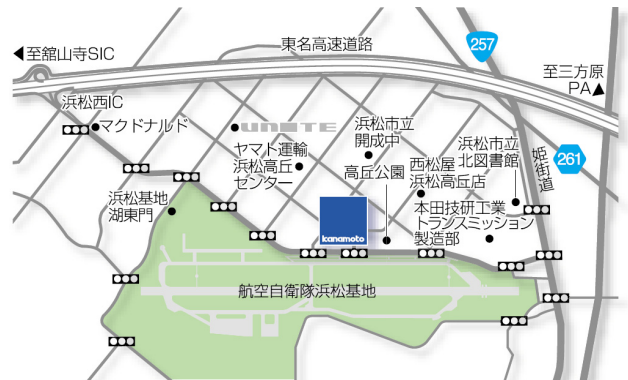 東名高速道路
257
◀至舘山寺SIC
至三方原
PA▲
浜松西IC
マクドナルド
UNITE
浜松市立
開成中
浜松市立
北図書館
姫街道
261
ヤマト運輸
浜松高丘
センター
高丘公園
西松屋
浜松高丘店
浜松基地
湖東門
kanamoto
本田技研工業
トランスミッション
製造部
航空自衛隊浜松基地